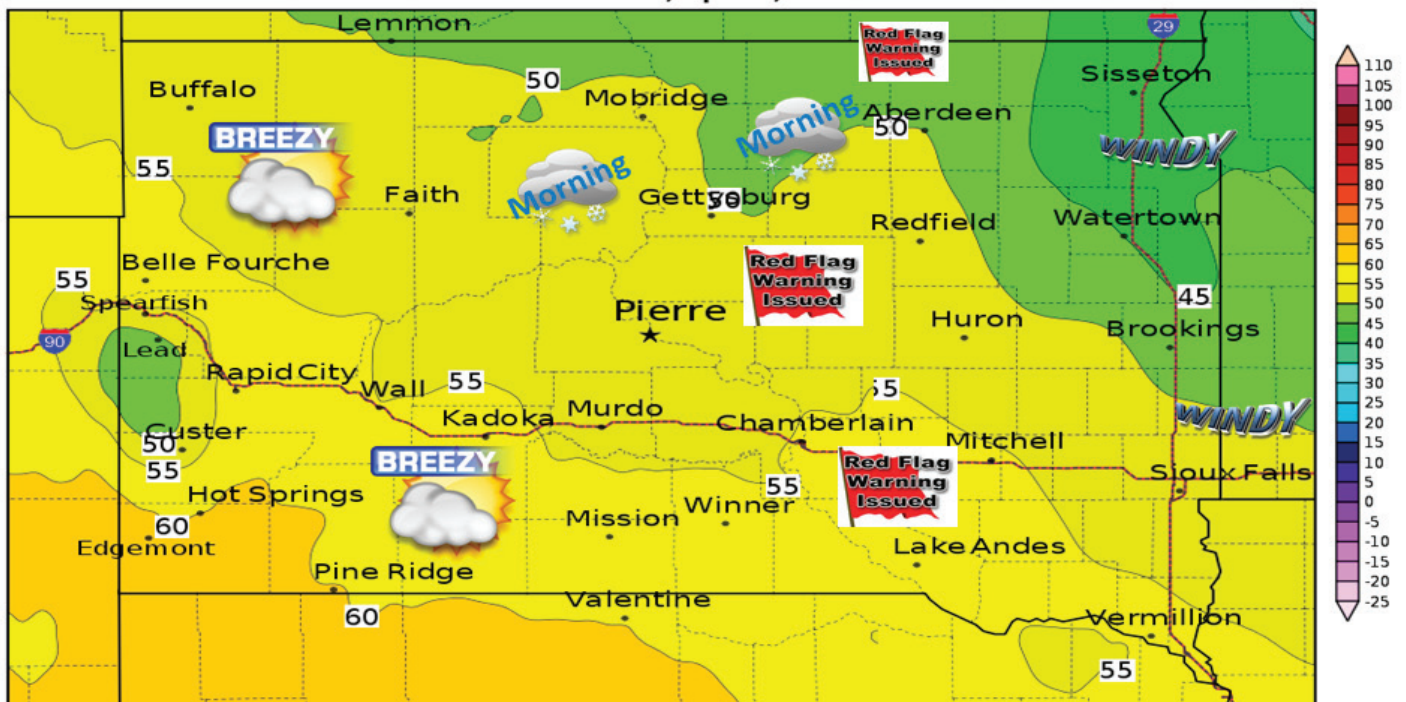 Lemmon
Red Flag
Warning
Issued
29
Sisseton
Buffalo
50
Mobridge
Morning
Aberdeen
50
BREEZY
WINDY
55
Morning
Faith
Gettysburg
50
Redfield
Watertown
Belle Fourche
55
Spearfish
Red Flag
Warning
Issued
Pierre
45
90
Lead
Huron
Brookings
Rapid City
Wall
55
55
Kadoka
Murdo
Chamberlain
WINDY
Custer
50
55
Mitchell
BREEZY
Red Flag
Warning
Issued
Sioux Falls
55
Hot Springs
60
Winner
Mission
Edgemont
Lake Andes
Pine Ridge
60
Valentine
Vermillion
55
110
105
100
95
90
85
80
75
70
65
60
55
50
45
40
35
30
25
20
15
10
5
0
-5
-10
-15
-20
-25